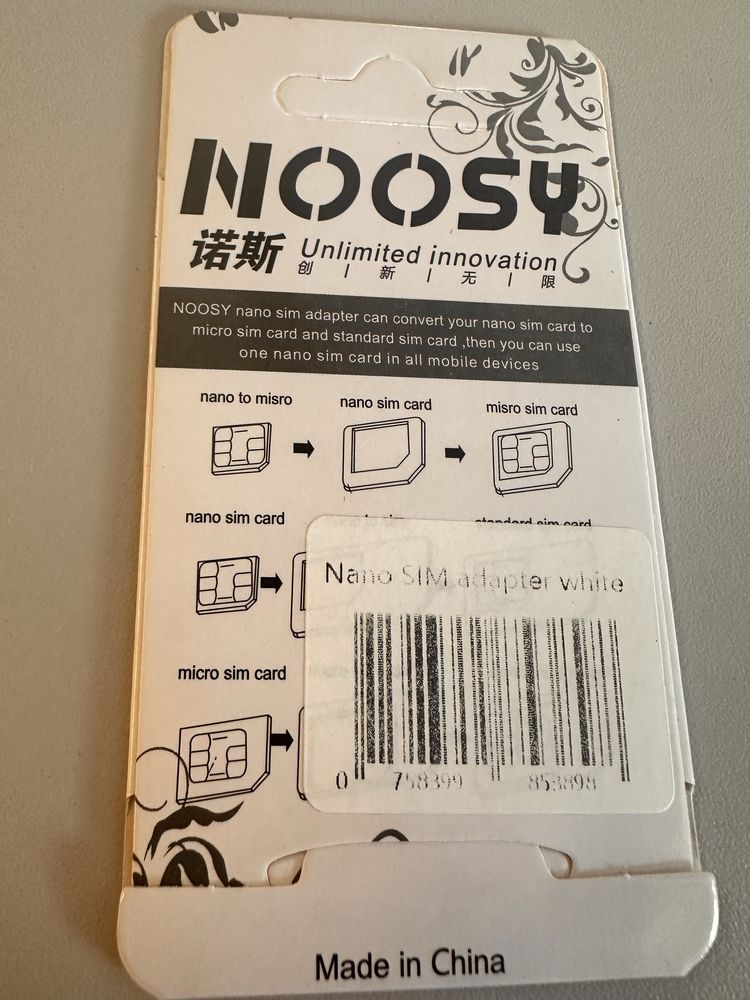 NOOSY
诺斯 Unlimited innovation
创 | 新 | 无 | 限
NOOSY nano sim adapter can convert your nano sim card to
micro sim card and standard sim card ,then you can use
one nano sim card in all mobile devices
nano to misro nano sim card misro sim card
nano sim card standard sim card
Nano SIM adapter white
micro sim card
0 758399 853898
Made in China